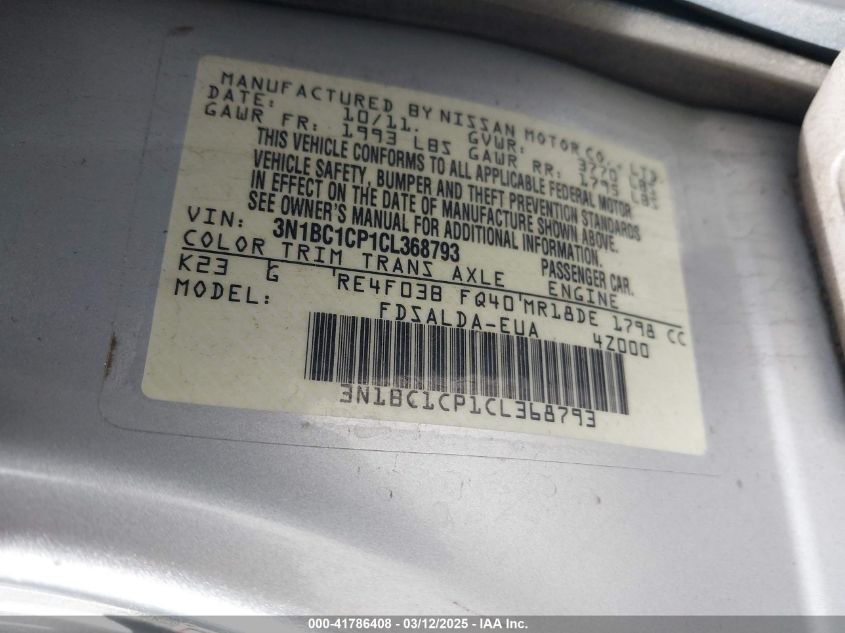 MANUFACTURED BY NISSAN MOTOR CO., LTD.
DATE: 10/11. GVWR: 3770 LBS
GAWR FR: 1993 LBS GAWR RR: 1795 LBS
THIS VEHICLE CONFORMS TO ALL APPLICABLE FEDERAL MOTOR
VEHICLE SAFETY, BUMPER AND THEFT PREVENTION STANDARDS
IN EFFECT ON THE DATE OF MANUFACTURE SHOWN ABOVE.
SEE OWNER'S MANUAL FOR ADDITIONAL INFORMATION.
VIN: 3N1BC1CP1CL368793 PASSENGER CAR.
COLOR TRIM TRANS AXLE ENGINE
K23 G RE4F03B FQ40 MR18DE 1798 CC
MODEL: FDSALDA-EUA 4Z000
3N1BC1CP1CL368793
000-41786408 - 03/12/2025 - IAA Inc.